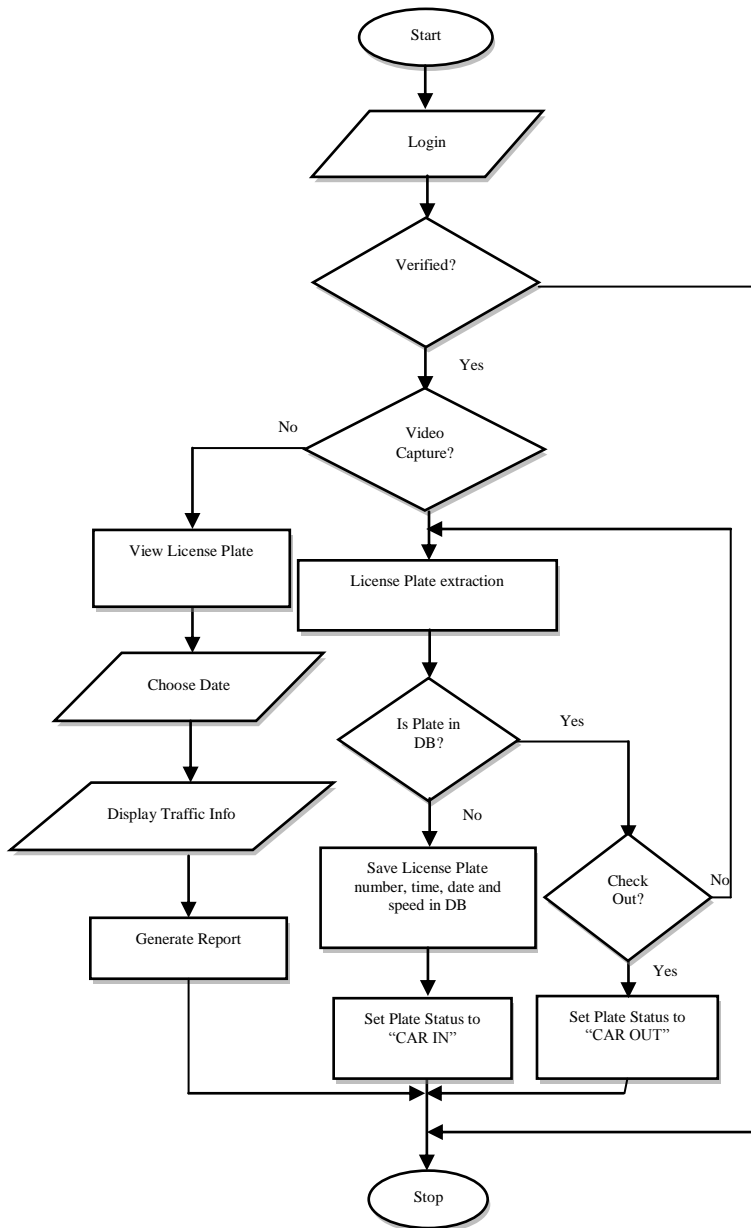 Start
Login
Verified?
Yes
No
Video
Capture?
View License Plate
License Plate extraction
Choose Date
Is Plate in
DB?
Yes
Display Traffic Info
No
Save License Plate
number, time, date and
speed in DB
Check
Out?
No
Generate Report
Yes
Set Plate Status to
“CAR IN”
Set Plate Status to
“CAR OUT”
Stop